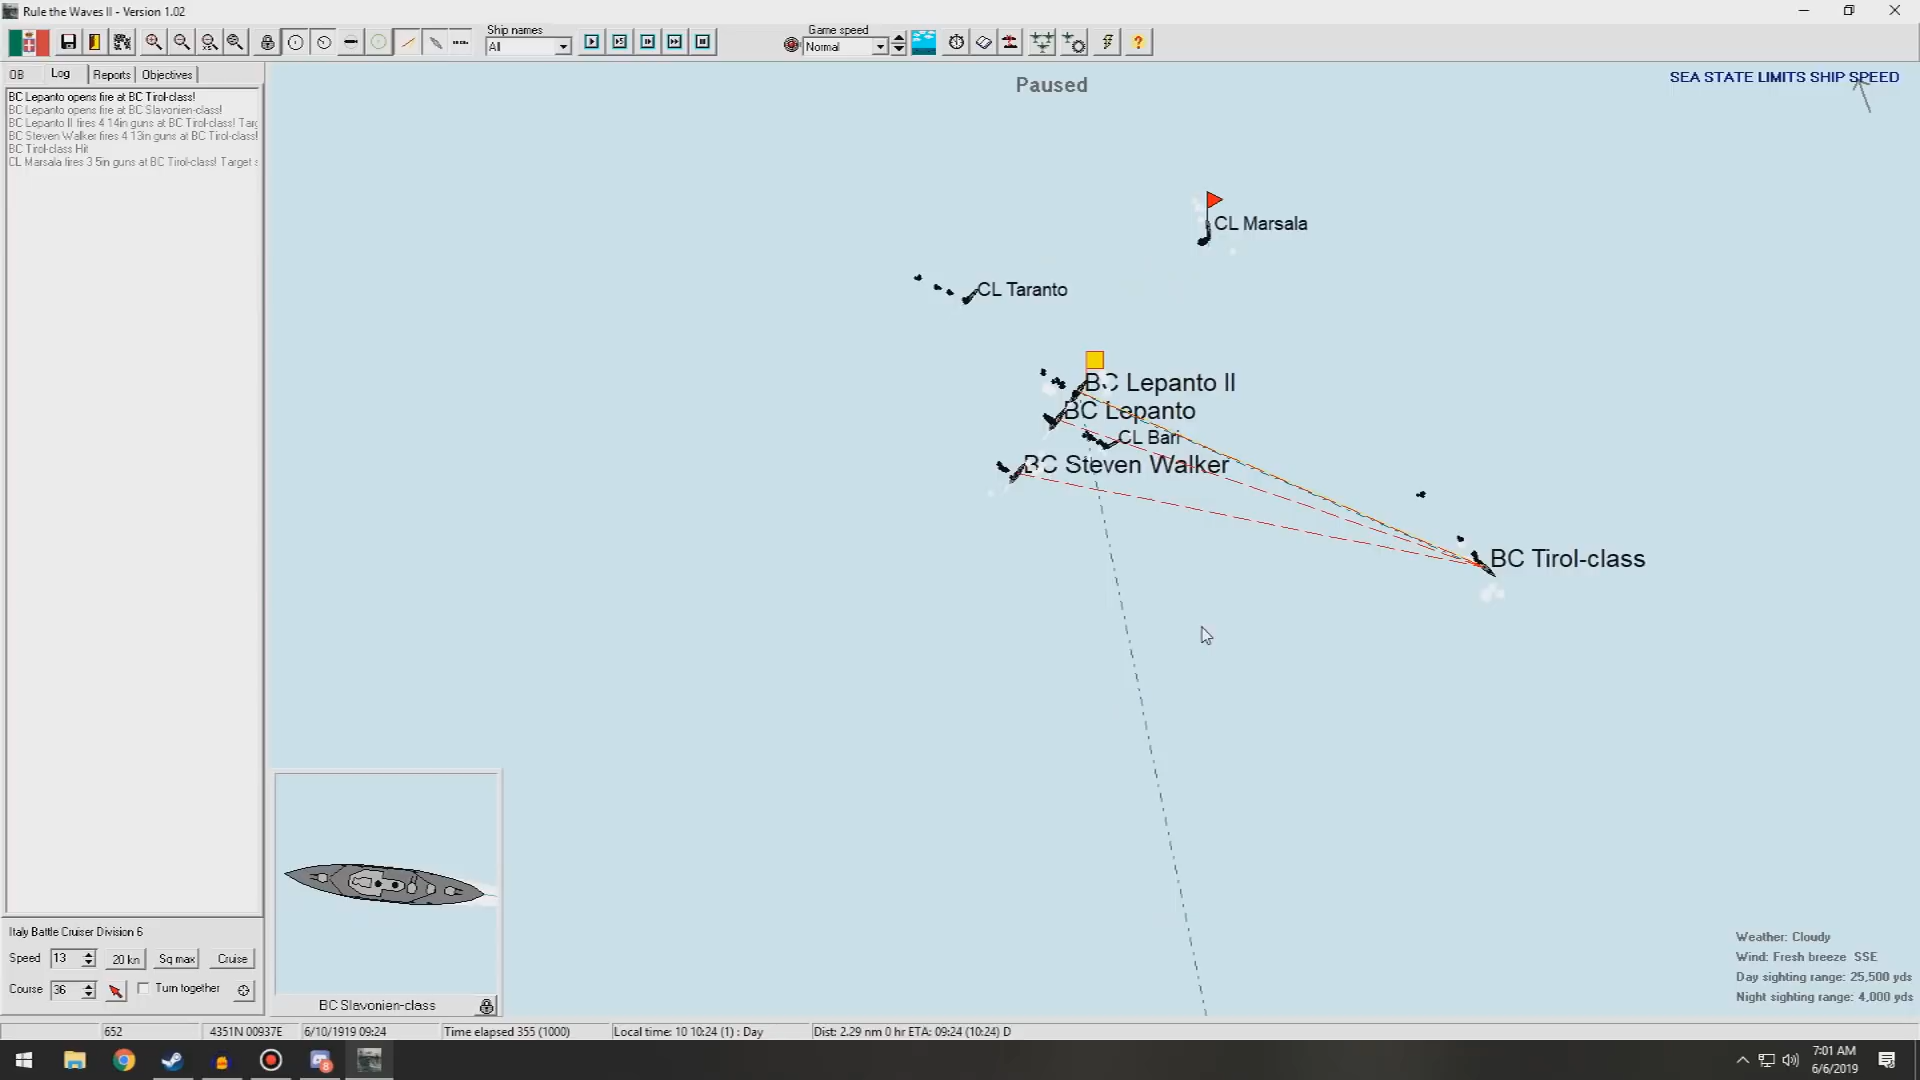 Rule the Waves II - Version 1.02
Ship names
All
Game speed
Normal
OB
Log
Reports
Objectives
BC Lepanto opens fire at BC Tirol-class!
BC Lepanto opens fire at BC Slavonien-class!
BC Lepanto II fires 4 14in guns at BC Tirol-class! Targ
BC Steven Walker fires 4 13in guns at BC Tirol-class!
BC Tirol-class Hit
CL Marsala fires 3 5in guns at BC Tirol-class! Target s
Paused
SEA STATE LIMITS SHIP SPEED
CL Marsala
CL Taranto
BC Lepanto II
BC Lepanto
CL Bari
BC Steven Walker
BC Tirol-class
Weather: Cloudy
Wind: Fresh breeze SSE
Day sighting range: 25,500 yds
Night sighting range: 4,000 yds
BC Slavonien-class
Italy Battle Cruiser Division 6
Speed 13 20 kn Sq max Cruise
Course 36 Turn together
652
4351N 00937E
6/10/1919 09:24
Time elapsed 355 (1000)
Local time: 10 10:24 (1) : Day
Dist: 2.29 nm 0 hr ETA: 09:24 (10:24) D
8
7:01 AM
6/6/2019